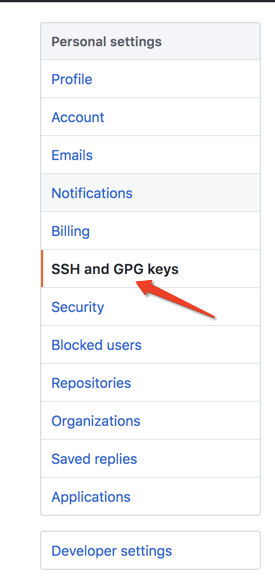 Personal settings
Profile
Account
Emails
Notifications
Billing
SSH and GPG keys
Security
Blocked users
Repositories
Organizations
Saved replies
Applications
Developer settings